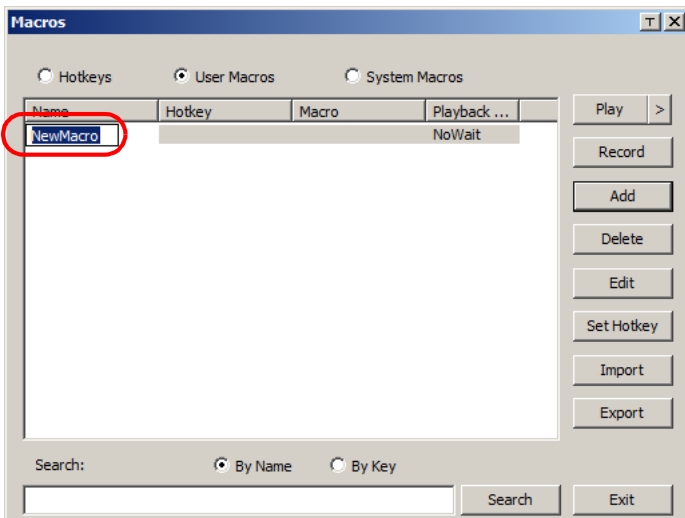 Macros
Hotkeys User Macros System Macros
Name Hotkey Macro Playback ... Play >
NewMacro NoWait
Record
Add
Delete
Edit
Set Hotkey
Import
Export
Search: By Name By Key
Search Exit